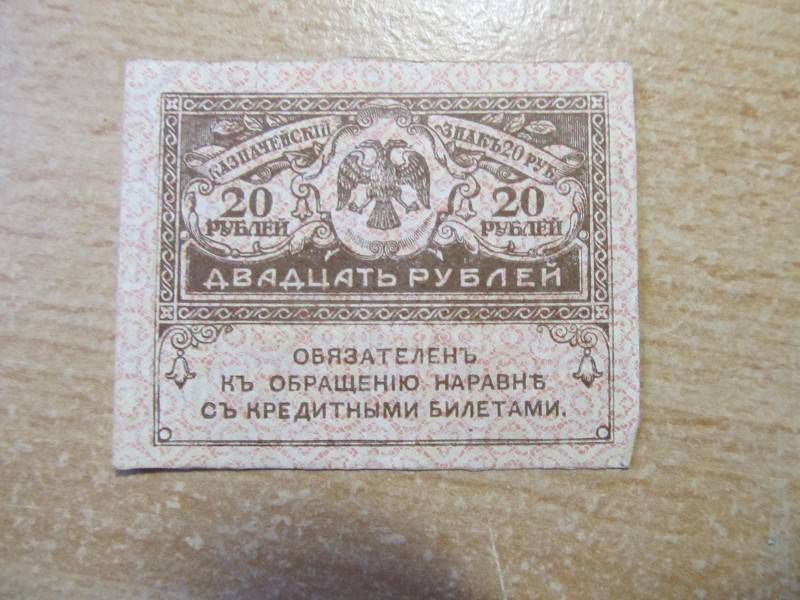 КАЗНАЧЕЙСКІЙ ЗНАКЪ 20 РУБ.
20 РУБЛЕЙ 20 РУБЛЕЙ
ДВАДЦАТЬ РУБЛЕЙ
ОБЯЗАТЕЛЕНЪ
КЪ ОБРАЩЕНІЮ НАРАВНѢ
СЪ КРЕДИТНЫМИ БИЛЕТАМИ.